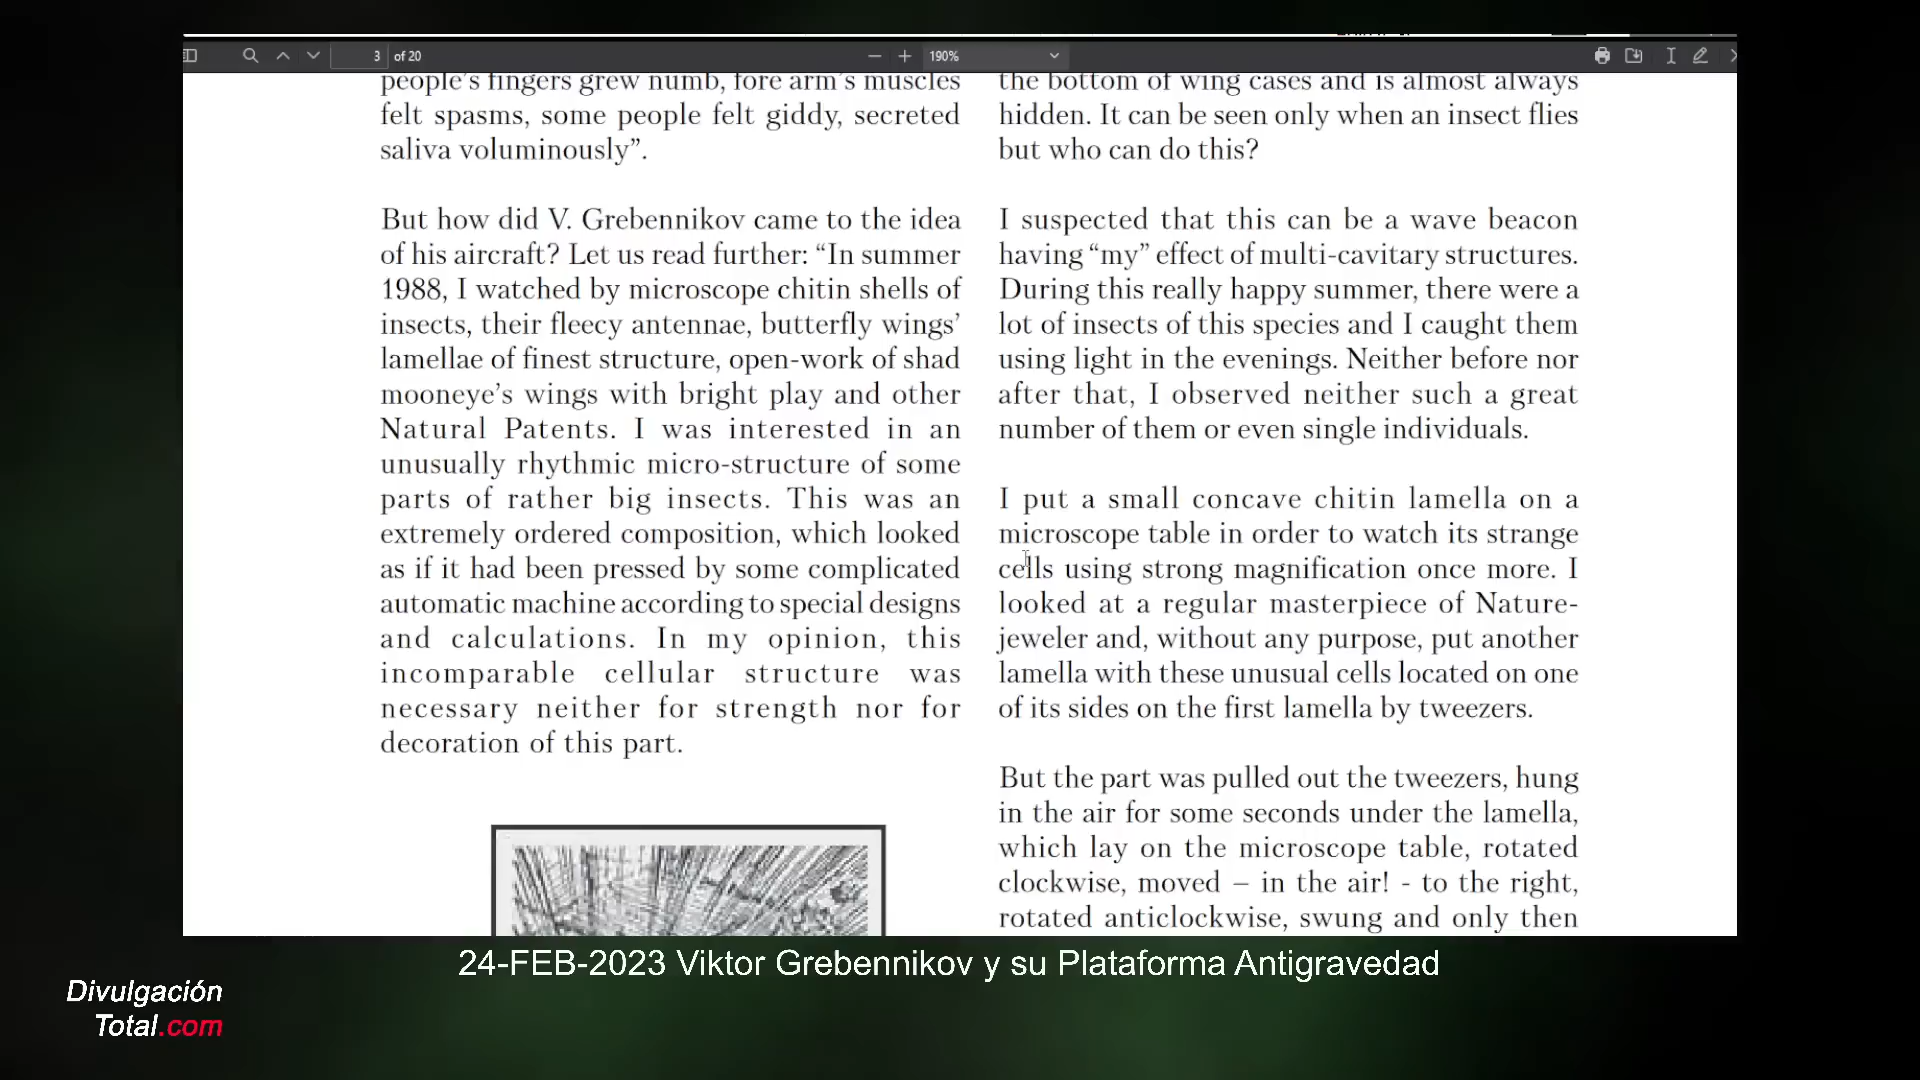 3 of 20
190%
people's fingers grew numb, fore arm's muscles
felt spasms, some people felt giddy, secreted
saliva voluminously”.
But how did V. Grebennikov came to the idea
of his aircraft? Let us read further: “In summer
1988, I watched by microscope chitin shells of
insects, their fleecy antennae, butterfly wings’
lamellae of finest structure, open-work of shad
mooneye’s wings with bright play and other
Natural Patents. I was interested in an
unusually rhythmic micro-structure of some
parts of rather big insects. This was an
extremely ordered composition, which looked
as if it had been pressed by some complicated
automatic machine according to special designs
and calculations. In my opinion, this
incomparable cellular structure was
necessary neither for strength nor for
decoration of this part.
the bottom of wing cases and is almost always
hidden. It can be seen only when an insect flies
but who can do this?
I suspected that this can be a wave beacon
having “my” effect of multi-cavitary structures.
During this really happy summer, there were a
lot of insects of this species and I caught them
using light in the evenings. Neither before nor
after that, I observed neither such a great
number of them or even single individuals.
I put a small concave chitin lamella on a
microscope table in order to watch its strange
cells using strong magnification once more. I
looked at a regular masterpiece of Nature-
jeweler and, without any purpose, put another
lamella with these unusual cells located on one
of its sides on the first lamella by tweezers.
But the part was pulled out the tweezers, hung
in the air for some seconds under the lamella,
which lay on the microscope table, rotated
clockwise, moved – in the air! - to the right,
rotated anticlockwise, swung and only then
24-FEB-2023 Viktor Grebennikov y su Plataforma Antigravedad
Divulgación
Total.com